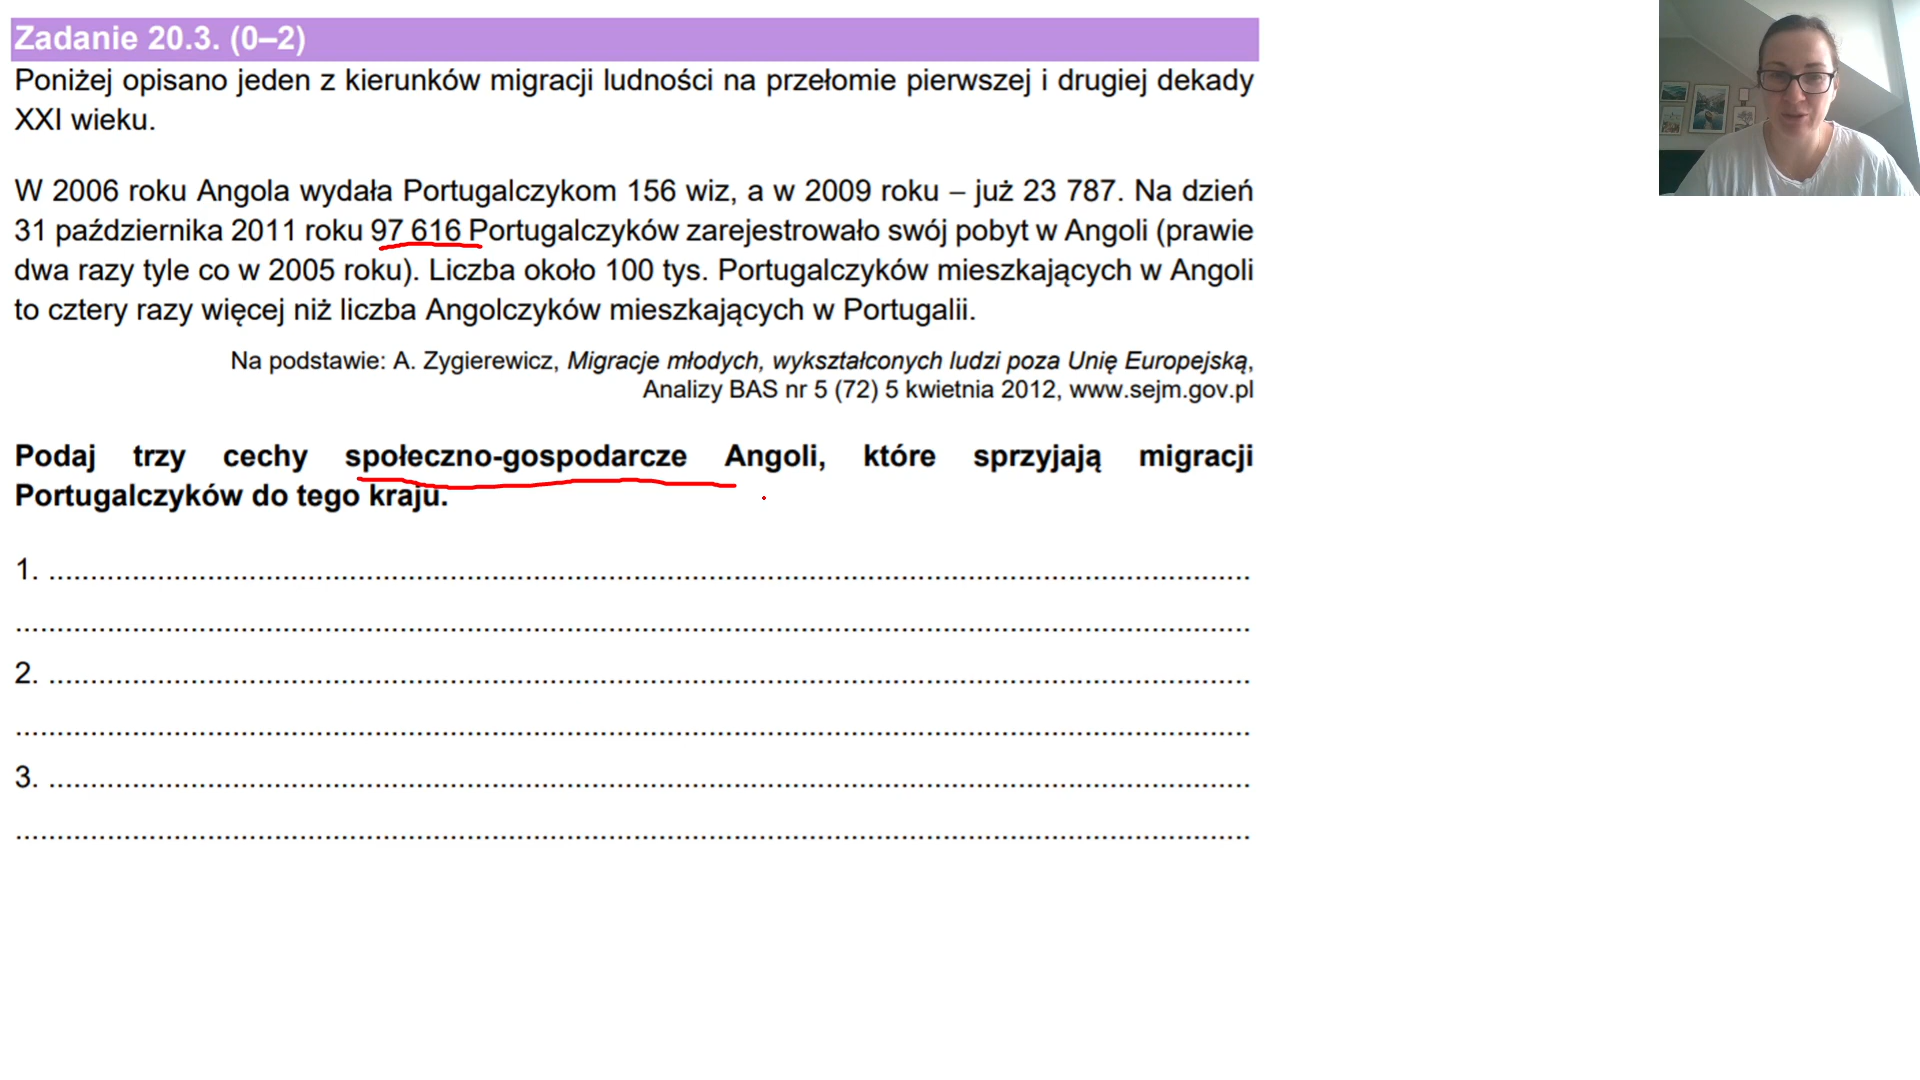 Zadanie 20.3. (0–2)
Poniżej opisano jeden z kierunków migracji ludności na przełomie pierwszej i drugiej dekady
XXI wieku.
W 2006 roku Angola wydała Portugalczykom 156 wiz, a w 2009 roku – już 23 787. Na dzień
31 października 2011 roku 97 616 Portugalczyków zarejestrowało swój pobyt w Angoli (prawie
dwa razy tyle co w 2005 roku). Liczba około 100 tys. Portugalczyków mieszkających w Angoli
to cztery razy więcej niż liczba Angolczyków mieszkających w Portugalii.
Na podstawie: A. Zygierewicz, Migracje młodych, wykształconych ludzi poza Unię Europejską,
Analizy BAS nr 5 (72) 5 kwietnia 2012, www.sejm.gov.pl
Podaj trzy cechy społeczno-gospodarcze Angoli, które sprzyjają migracji
Portugalczyków do tego kraju.
1. ....................................................................................................
....................................................................................................
2. ....................................................................................................
....................................................................................................
3. ....................................................................................................
....................................................................................................